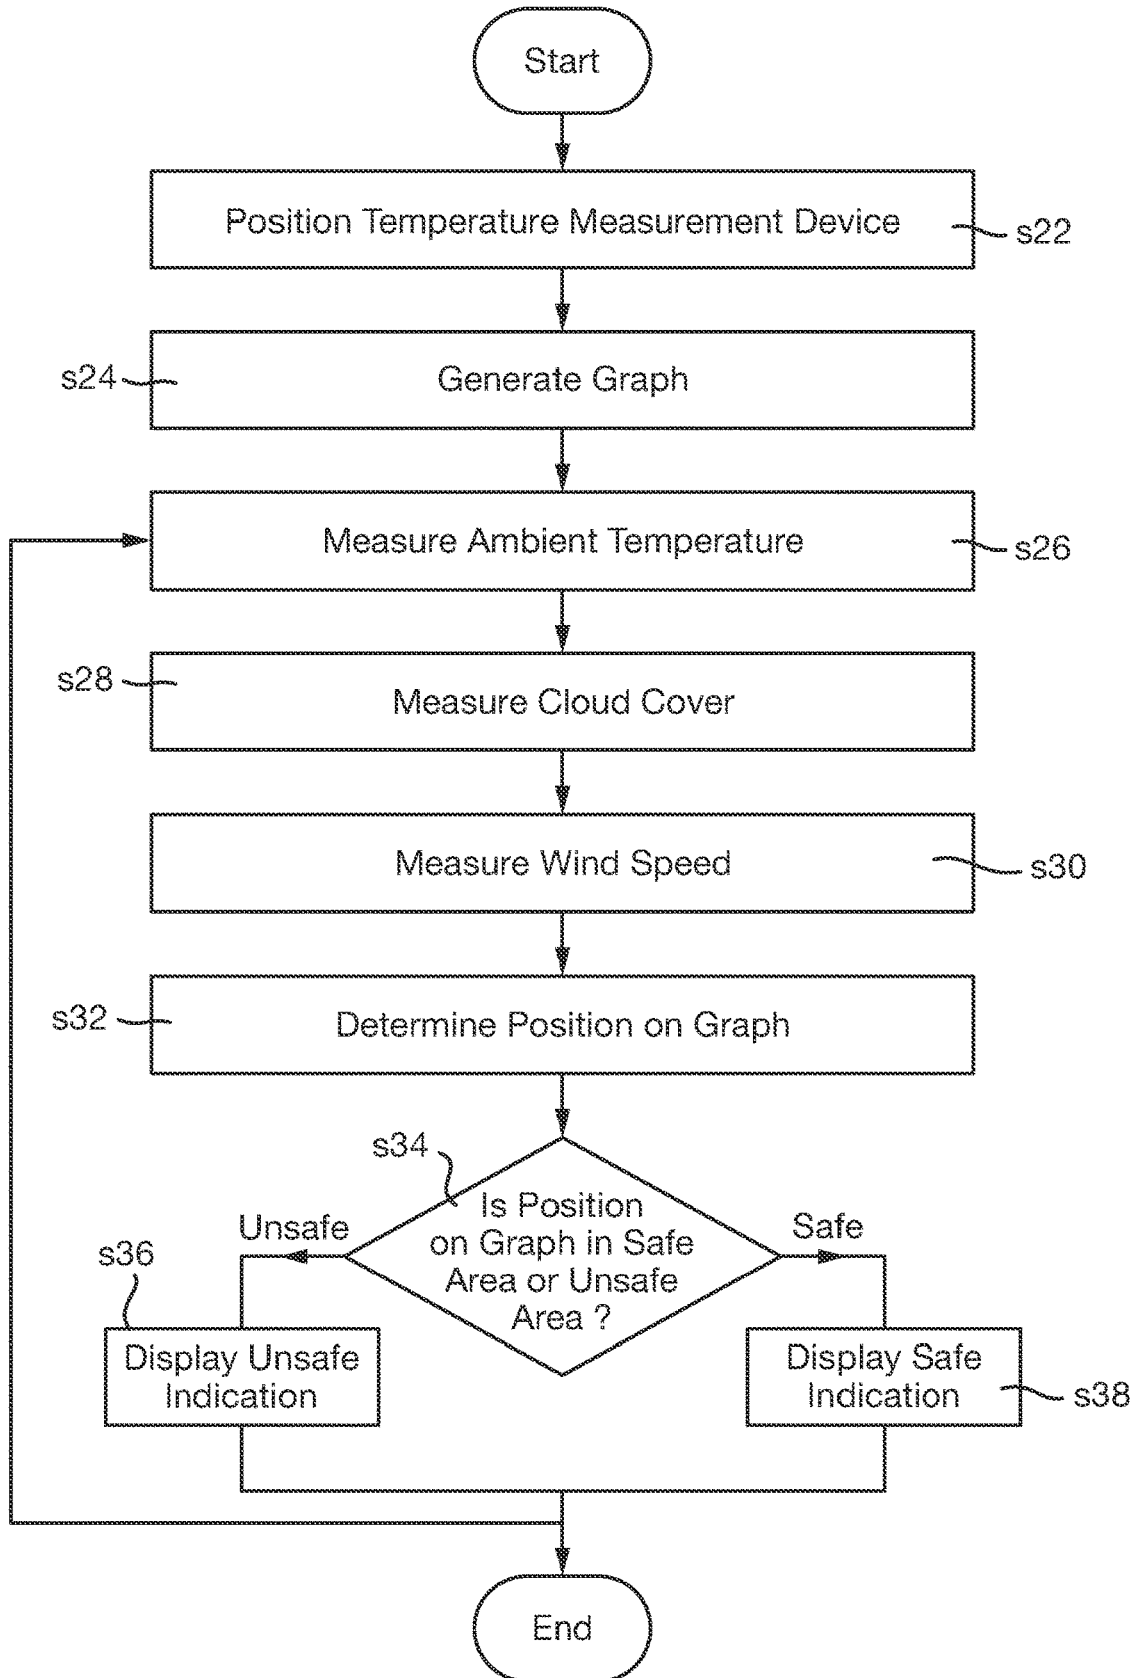 Start
Position Temperature Measurement Device
s22
s24
Generate Graph
Measure Ambient Temperature
s26
s28
Measure Cloud Cover
Measure Wind Speed
s30
s32
Determine Position on Graph
s34
Is Position
on Graph in Safe
Area or Unsafe
Area ?
Unsafe
Safe
s36
Display Unsafe
Indication
Display Safe
Indication
s38
End